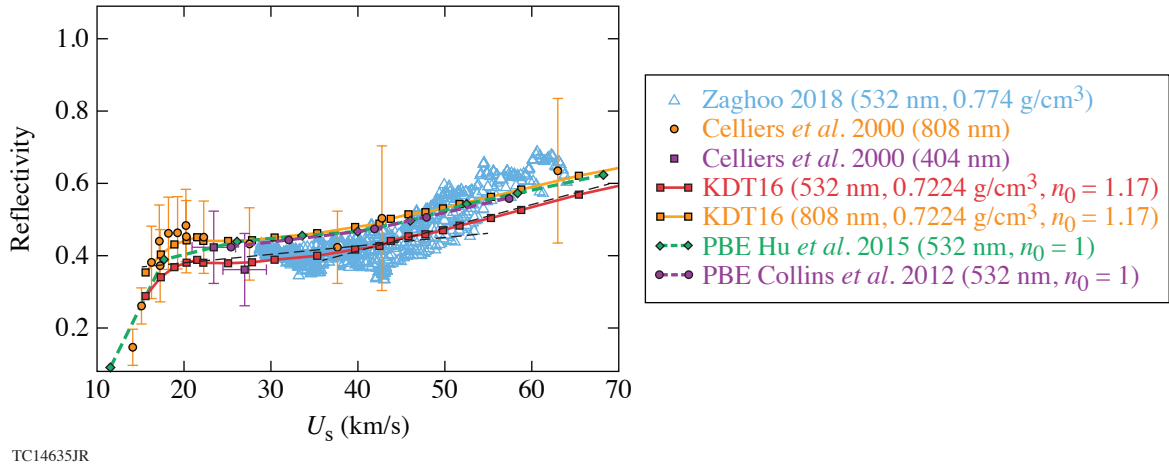 1.0
0.8
0.6
0.4
0.2
Reflectivity
10 20 30 40 50 60 70
Us (km/s)
Zaghoo 2018 (532 nm, 0.774 g/cm³)
Celliers et al. 2000 (808 nm)
Celliers et al. 2000 (404 nm)
KDT16 (532 nm, 0.7224 g/cm³, n₀ = 1.17)
KDT16 (808 nm, 0.7224 g/cm³, n₀ = 1.17)
PBE Hu et al. 2015 (532 nm, n₀ = 1)
PBE Collins et al. 2012 (532 nm, n₀ = 1)
TC14635JR